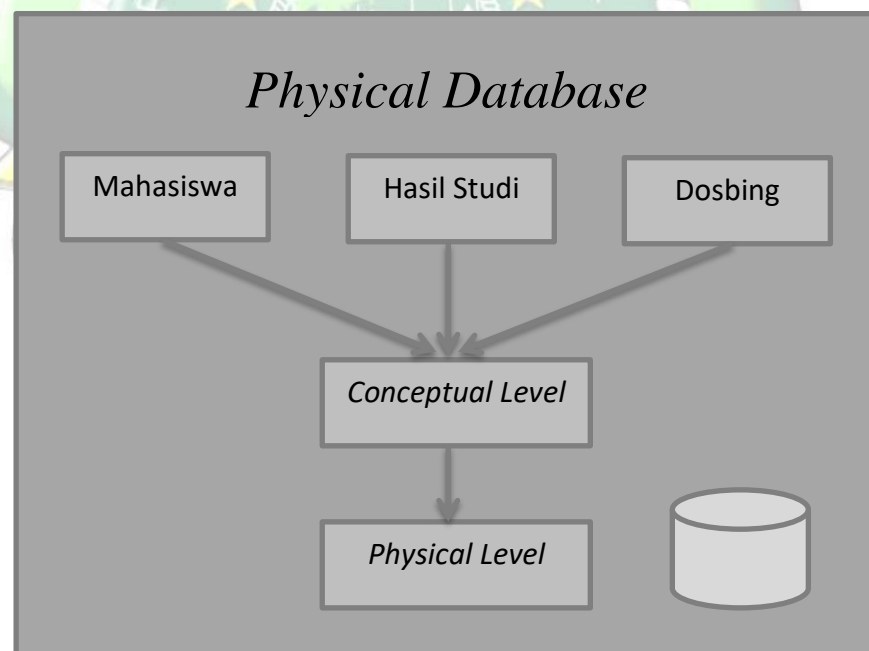 Physical Database
Mahasiswa
Hasil Studi
Dosbing
Conceptual Level
Physical Level